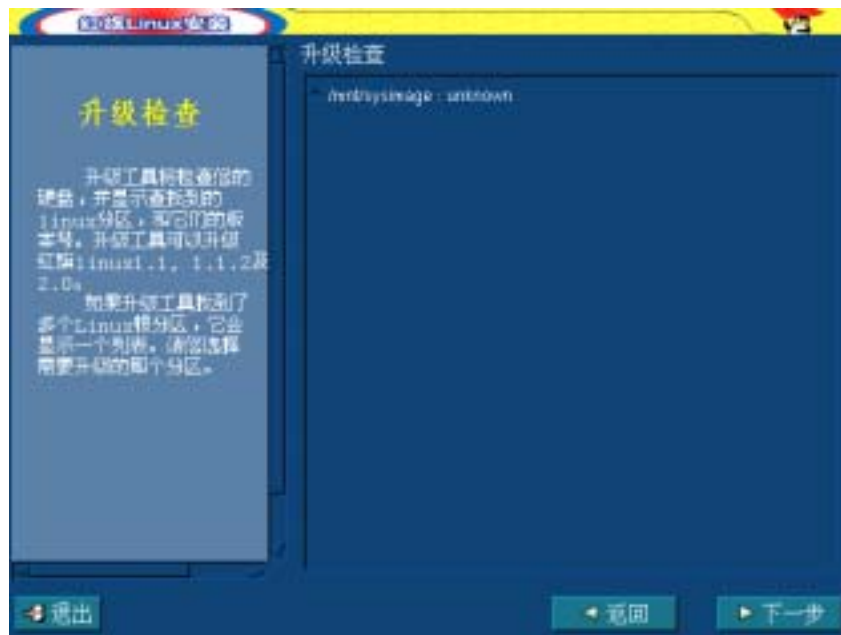 红旗Linux安装
升级检查
/mnt/sysimage : unknown
升级检查
升级工具将检查您的
硬盘，并显示查找到的
linux分区，和它们的版
本号。升级工具可以升级
红旗linux1.1, 1.1.2及
2.0。
如果升级工具找到了
多个Linux根分区，它会
显示一个列表。请您选择
需要升级的那个分区。
退出
返回
下一步